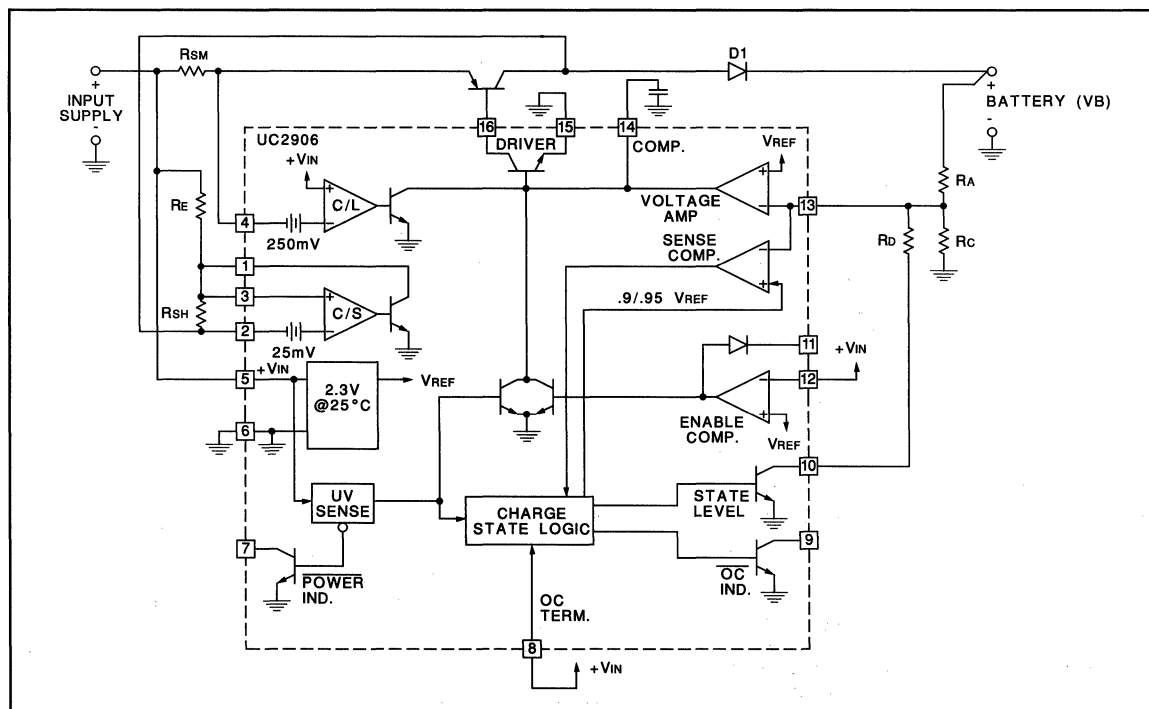 RSM
D1
+
INPUT
SUPPLY
-
+
BATTERY (VB)
-
16
15
14
UC2906
DRIVER
COMP.
+VIN
VREF
RA
+
C/L
-
+
-
VOLTAGE
AMP
13
RE
4
250mV
SENSE
COMP.
-
+
RD
RC
1
3
+
C/S
-
.9/.95 VREF
RSH
2
25mV
11
+VIN
5
+VIN
2.3V
@25°C
VREF
-
12
+
6
ENABLE
COMP.
VREF
10
UV
SENSE
CHARGE
STATE LOGIC
STATE
LEVEL
7
9
POWER
IND.
OC
IND.
OC
TERM.
8
+VIN